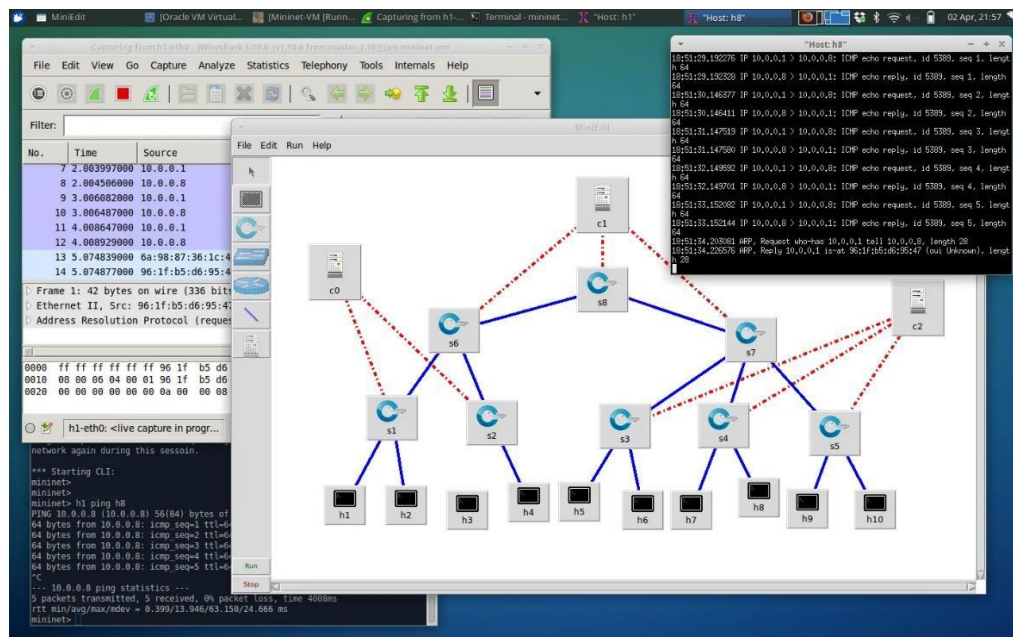 MiniEdit
[Oracle VM Virtual...
[Mininet-VM [Runn...
Capturing from h1-...
Terminal - mininet...
"Host: h1"
"Host: h8"
02 Apr, 21:57
Capturing from h1-eth0 [Wireshark 1.10.6 (v1.10.6 from master-1.10)] (on mininet-vm)
File Edit View Go Capture Analyze Statistics Telephony Tools Internals Help
Filter:
No. Time Source
7 2.003997000 10.0.0.1
8 2.004506000 10.0.0.8
9 3.006082000 10.0.0.1
10 3.006487000 10.0.0.8
11 4.008647000 10.0.0.1
12 4.008929000 10.0.0.8
13 5.074839000 6a:98:87:36:1c:4
14 5.074877000 96:1f:b5:d6:95:4
Frame 1: 42 bytes on wire (336 bits
Ethernet II, Src: 96:1f:b5:d6:95:47
Address Resolution Protocol (reques
0000 ff ff ff ff ff ff 96 1f b5 d6
0010 08 00 06 04 00 01 96 1f b5 d6
0020 00 00 00 00 00 00 0a 00 00 08
h1-eth0: <live capture in progr...
network again during this sessoin.
*** Starting CLI:
mininet>
mininet>
mininet> h1 ping h8
PING 10.0.0.8 (10.0.0.8) 56(84) bytes of
64 bytes from 10.0.0.8: icmp_seq=1 ttl=64
64 bytes from 10.0.0.8: icmp_seq=2 ttl=64
64 bytes from 10.0.0.8: icmp_seq=3 ttl=64
64 bytes from 10.0.0.8: icmp_seq=4 ttl=64
64 bytes from 10.0.0.8: icmp_seq=5 ttl=64
^C
--- 10.0.0.8 ping statistics ---
5 packets transmitted, 5 received, 0% packet loss, time 4008ms
rtt min/avg/max/mdev = 0.399/13.946/63.150/24.666 ms
mininet>
MiniEdit
File Edit Run Help
c1
c0
s8
c2
s6
s7
s1
s2
s3
s4
s5
h1
h2
h3
h4
h5
h6
h7
h8
h9
h10
Run
Stop
"Host: h8"
18:51:29.192276 IP 10.0.0.1 > 10.0.0.8: ICMP echo request, id 5389, seq 1, lengt
h 64
18:51:29.192328 IP 10.0.0.8 > 10.0.0.1: ICMP echo reply, id 5389, seq 1, length
64
18:51:30.146377 IP 10.0.0.1 > 10.0.0.8: ICMP echo request, id 5389, seq 2, lengt
h 64
18:51:30.146411 IP 10.0.0.8 > 10.0.0.1: ICMP echo reply, id 5389, seq 2, length
64
18:51:31.147519 IP 10.0.0.1 > 10.0.0.8: ICMP echo request, id 5389, seq 3, lengt
h 64
18:51:31.147580 IP 10.0.0.8 > 10.0.0.1: ICMP echo reply, id 5389, seq 3, length
64
18:51:32.149592 IP 10.0.0.1 > 10.0.0.8: ICMP echo request, id 5389, seq 4, lengt
h 64
18:51:32.149701 IP 10.0.0.8 > 10.0.0.1: ICMP echo reply, id 5389, seq 4, length
64
18:51:33.152082 IP 10.0.0.1 > 10.0.0.8: ICMP echo request, id 5389, seq 5, lengt
h 64
18:51:33.152144 IP 10.0.0.8 > 10.0.0.1: ICMP echo reply, id 5389, seq 5, length
64
18:51:34.203081 ARP, Request who-has 10.0.0.1 tell 10.0.0.8, length 28
18:51:34.226576 ARP, Reply 10.0.0.1 is-at 96:1f:b5:d6:95:47 (oui Unknown), lengt
h 28